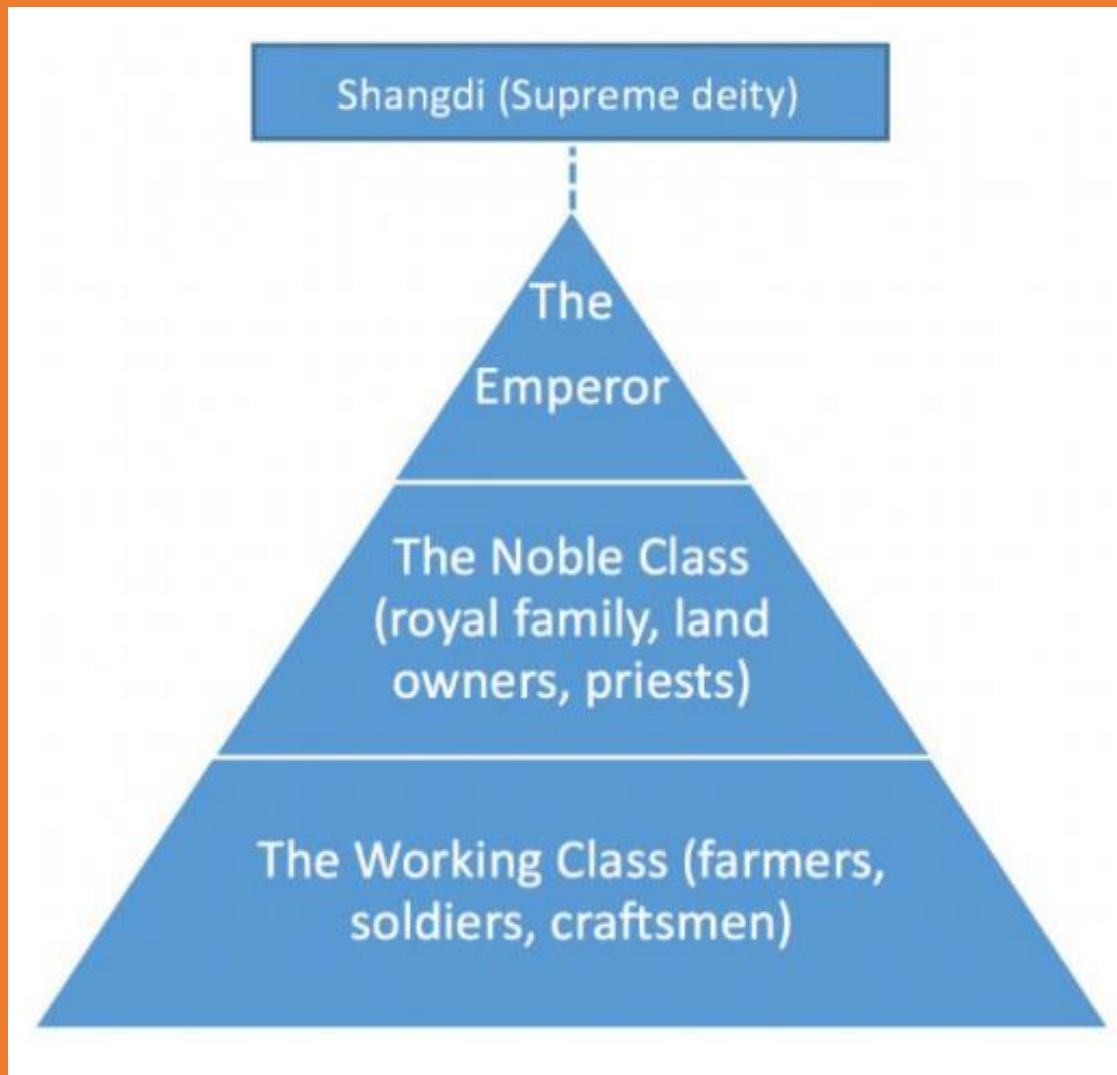 Shangdi (Supreme deity)
The
Emperor
The Noble Class
(royal family, land
owners, priests)
The Working Class (farmers,
soldiers, craftsmen)